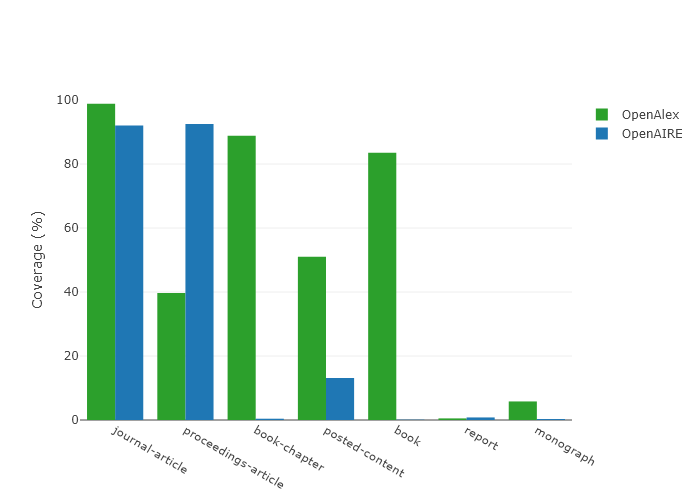 OpenAlex
OpenAIRE
Coverage (%)
100
80
60
40
20
0
journal-article
proceedings-article
book-chapter
posted-content
book
report
monograph